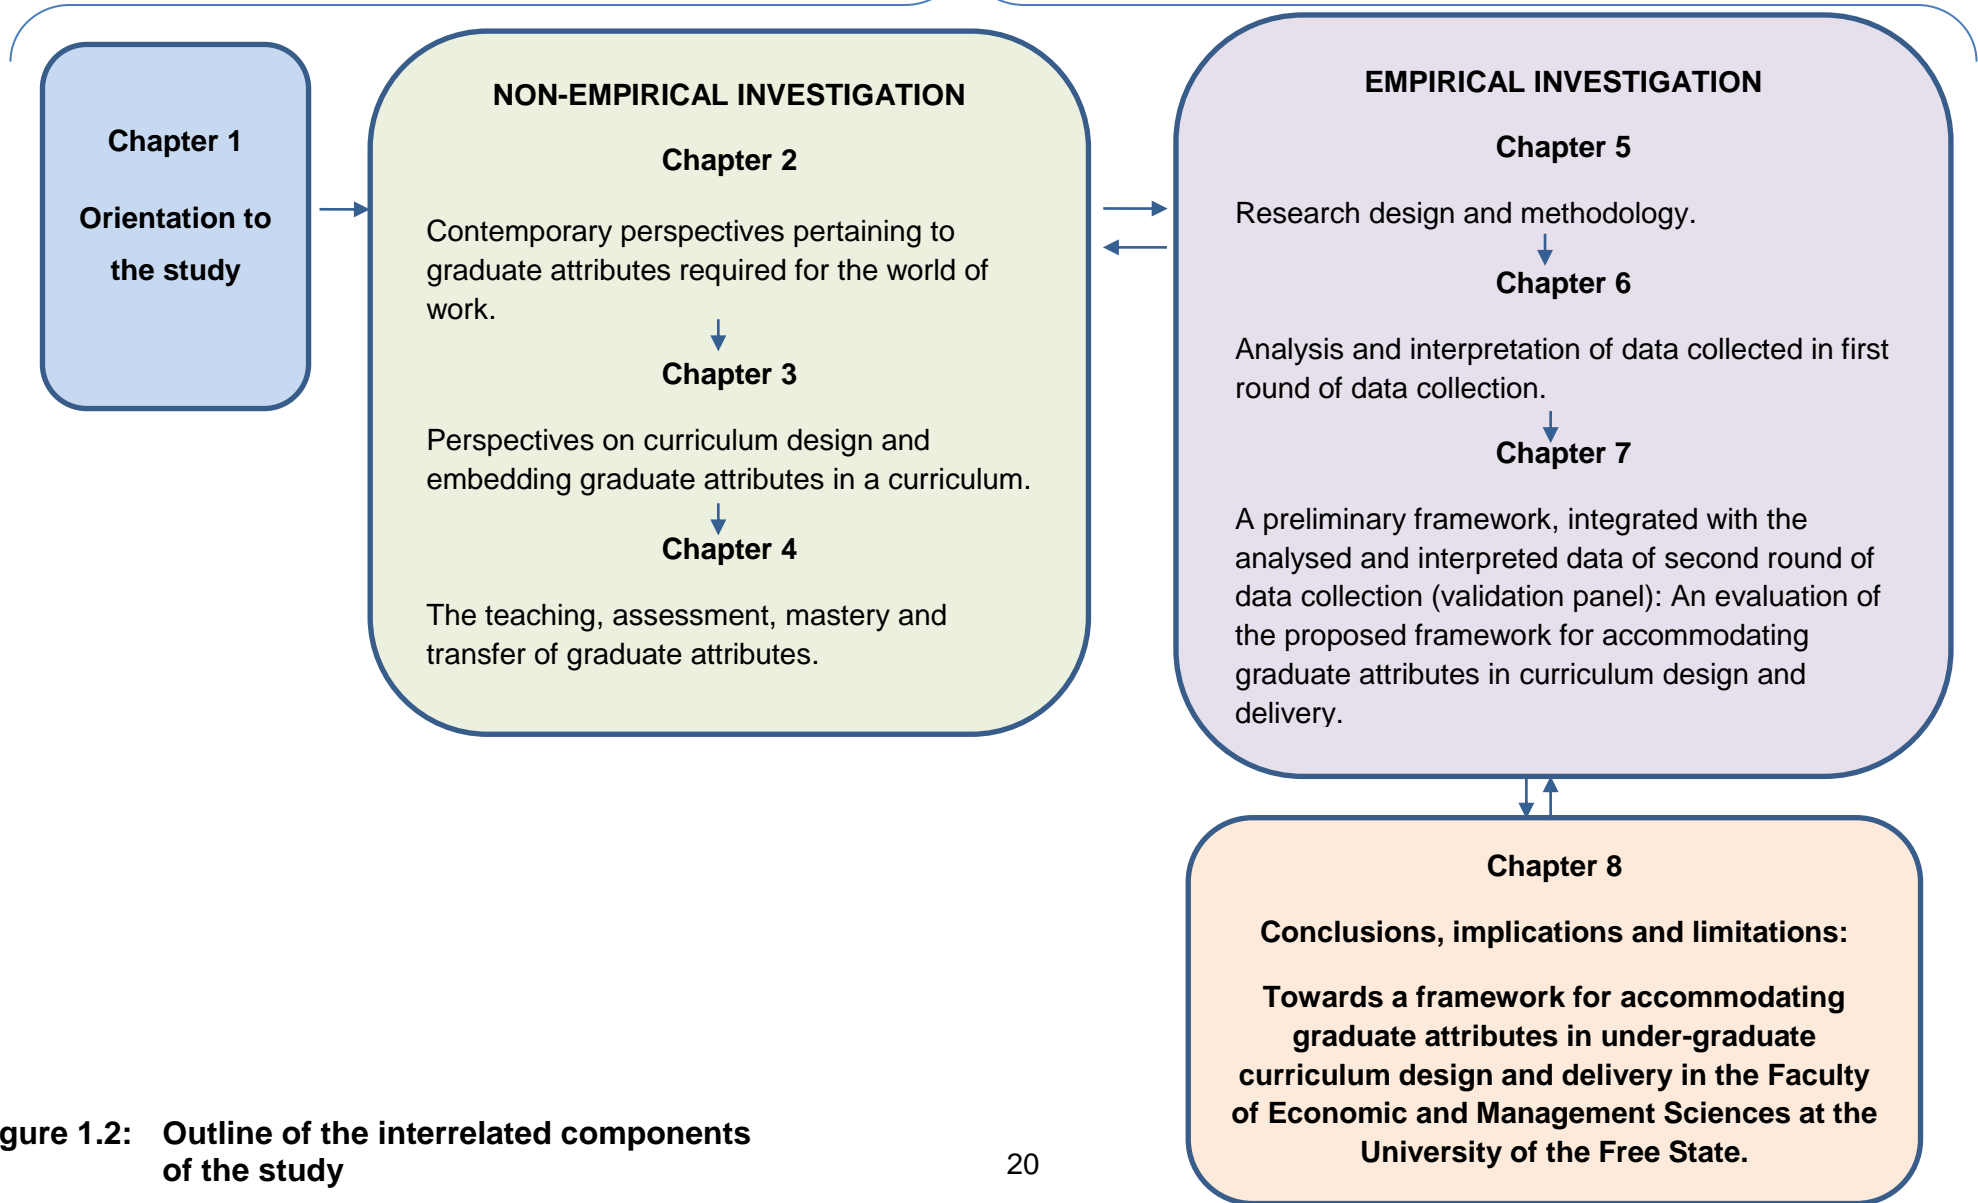 Chapter 1
Orientation to
the study
NON-EMPIRICAL INVESTIGATION
Chapter 2
Contemporary perspectives pertaining to
graduate attributes required for the world of
work.
Chapter 3
Perspectives on curriculum design and
embedding graduate attributes in a curriculum.
Chapter 4
The teaching, assessment, mastery and
transfer of graduate attributes.
EMPIRICAL INVESTIGATION
Chapter 5
Research design and methodology.
Chapter 6
Analysis and interpretation of data collected in first
round of data collection.
Chapter 7
A preliminary framework, integrated with the
analysed and interpreted data of second round of
data collection (validation panel): An evaluation of
the proposed framework for accommodating
graduate attributes in curriculum design and
delivery.
Chapter 8
Conclusions, implications and limitations:
Towards a framework for accommodating
graduate attributes in under-graduate
curriculum design and delivery in the Faculty
of Economic and Management Sciences at the
University of the Free State.
gure 1.2: Outline of the interrelated components
of the study
20